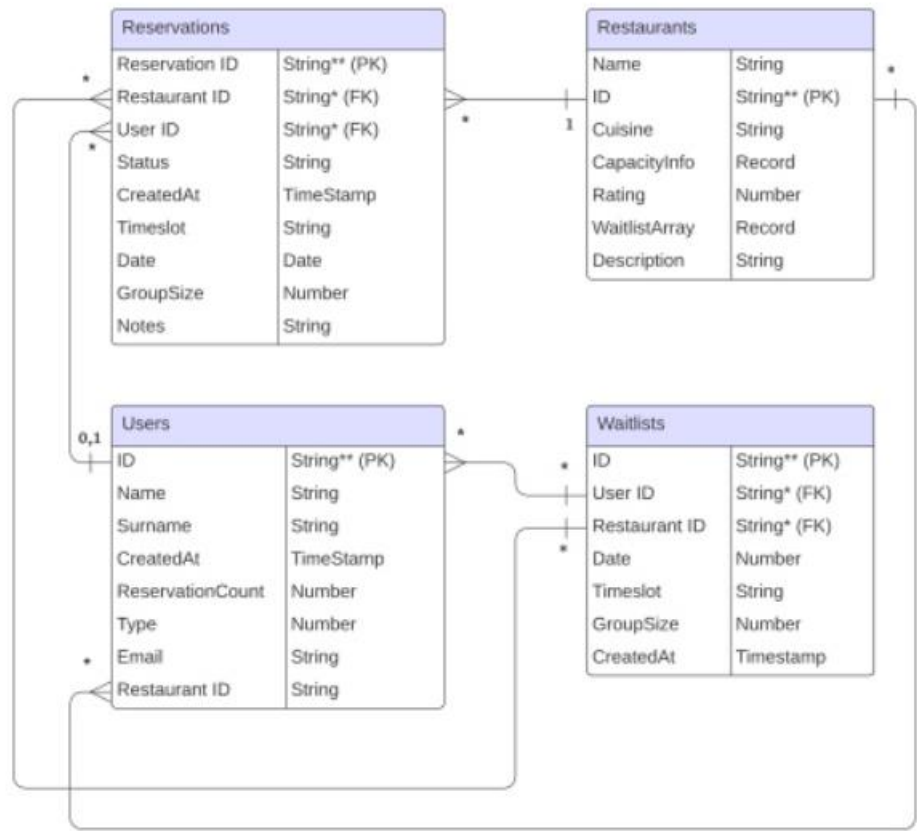 Reservations
Reservation ID String** (PK)
* Restaurant ID String* (FK)
* User ID String* (FK)
Status String
CreatedAt TimeStamp
Timeslot String
Date Date
GroupSize Number
Notes String
Restaurants
Name String
* 1 ID String** (PK) *
Cuisine String
CapacityInfo Record
Rating Number
WaitlistArray Record
Description String
Users
0,1 ID String** (PK) *
Name String
Surname String
CreatedAt TimeStamp
ReservationCount Number
Type Number
Email String
* Restaurant ID String
Waitlists
ID String** (PK)
* User ID String* (FK)
* Restaurant ID String* (FK)
Date Number
Timeslot String
GroupSize Number
CreatedAt Timestamp